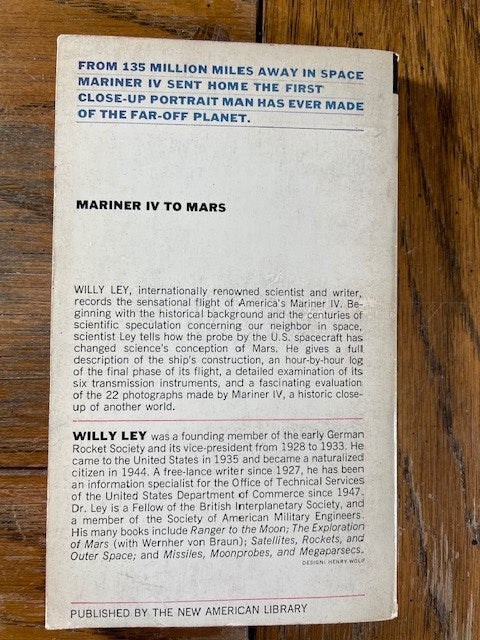 FROM 135 MILLION MILES AWAY IN SPACE
MARINER IV SENT HOME THE FIRST
CLOSE-UP PORTRAIT MAN HAS EVER MADE
OF THE FAR-OFF PLANET.
MARINER IV TO MARS
WILLY LEY, internationally renowned scientist and writer,
records the sensational flight of America's Mariner IV. Be-
ginning with the historical background and the centuries of
scientific speculation concerning our neighbor in space,
scientist Ley tells how the probe by the U.S. spacecraft has
changed science's conception of Mars. He gives a full
description of the ship's construction, an hour-by-hour log
of the final phase of its flight, a detailed examination of its
six transmission instruments, and a fascinating evaluation
of the 22 photographs made by Mariner IV, a historic close-
up of another world.
WILLY LEY was a founding member of the early German
Rocket Society and its vice-president from 1928 to 1933. He
came to the United States in 1935 and became a naturalized
citizen in 1944. A free-lance writer since 1927, he has been
an information specialist for the Office of Technical Services
of the United States Department of Commerce since 1947.
Dr. Ley is a Fellow of the British Interplanetary Society, and
a member of the Society of American Military Engineers.
His many books include Ranger to the Moon; The Exploration
of Mars (with Wernher von Braun); Satellites, Rockets, and
Outer Space; and Missiles, Moonprobes, and Megaparsecs.
DESIGN: HENRY WOLF
PUBLISHED BY THE NEW AMERICAN LIBRARY